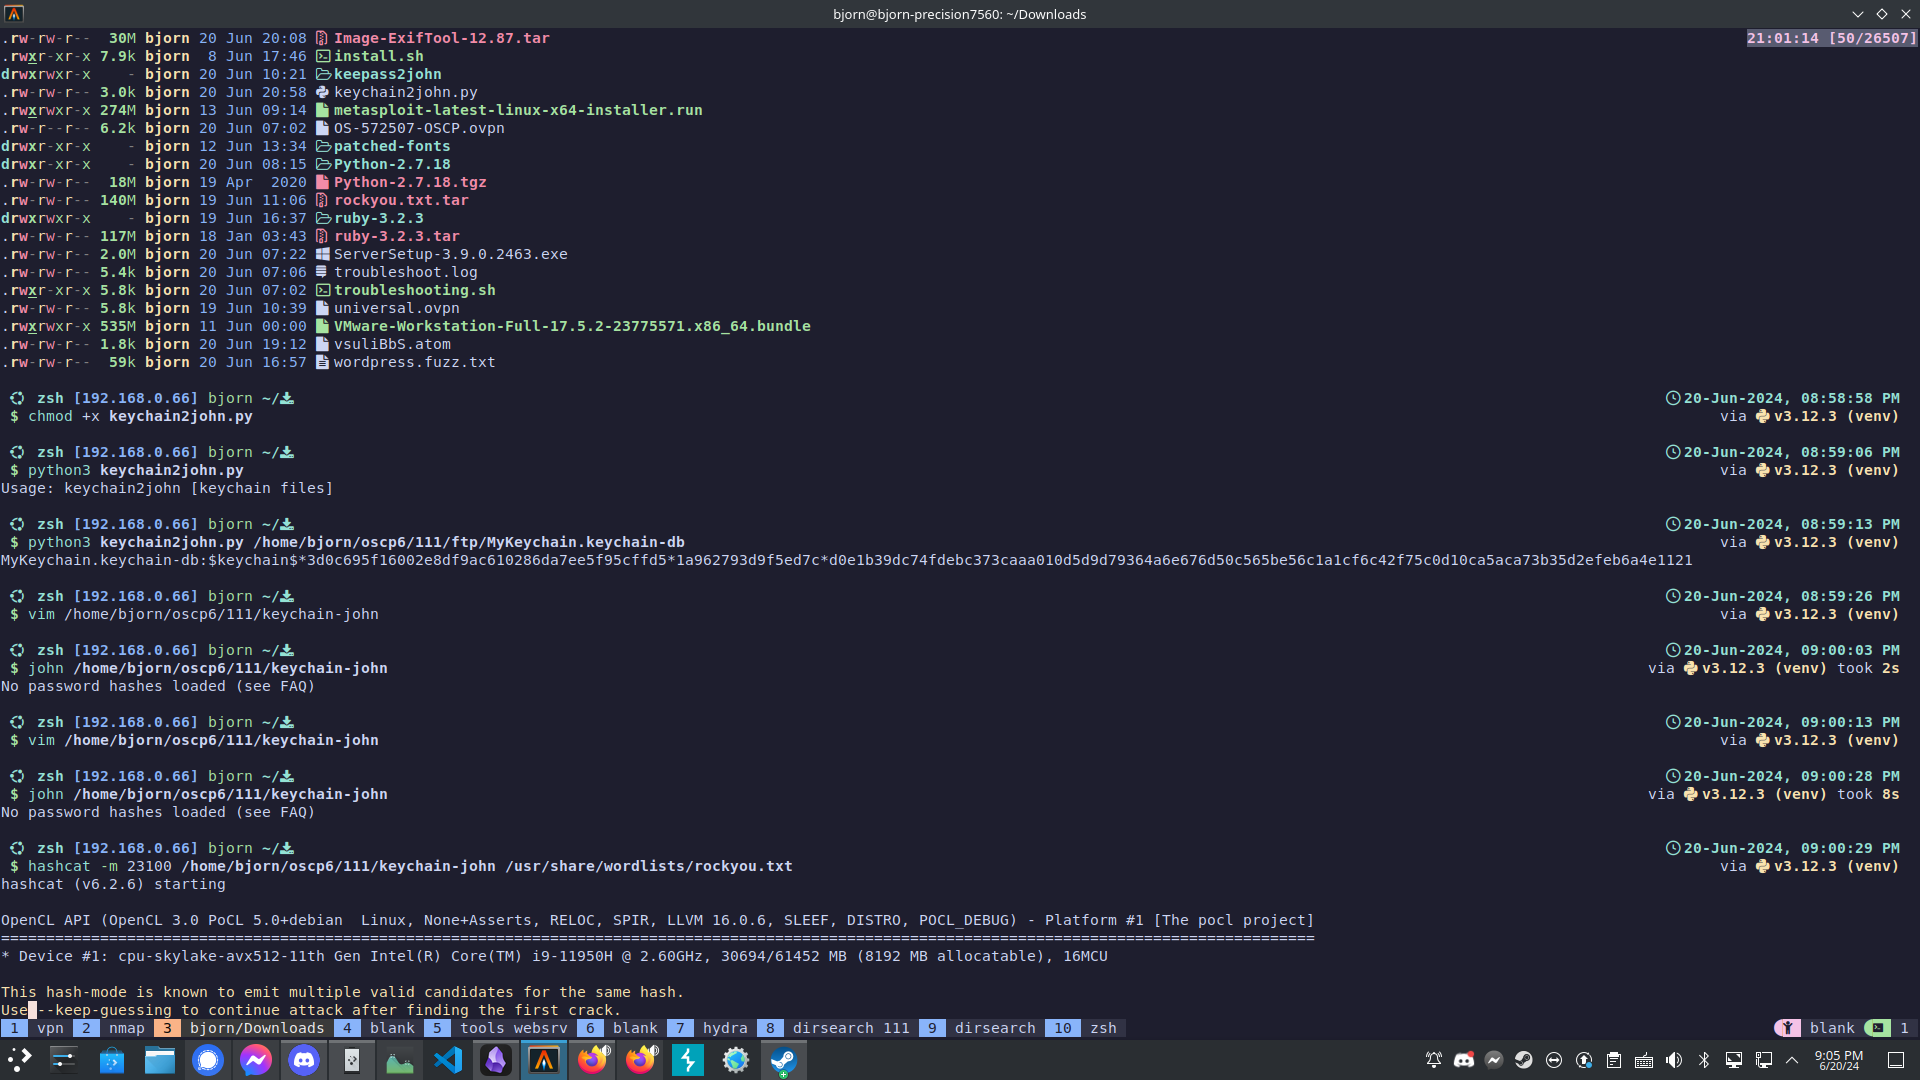 bjorn@bjorn-precision7560: ~/Downloads
.rw-rw-r-- 30M bjorn 20 Jun 20:08 Image-ExifTool-12.87.tar
21:01:14 [50/26507]
.rwxr-xr-x 7.9k bjorn 8 Jun 17:46 install.sh
drwxrwxr-x - bjorn 20 Jun 10:21 keepass2john
.rw-rw-r-- 3.0k bjorn 20 Jun 20:58 keychain2john.py
.rwxrwxr-x 274M bjorn 13 Jun 09:14 metasploit-latest-linux-x64-installer.run
.rw-r--r-- 6.2k bjorn 20 Jun 07:02 OS-572507-OSCP.ovpn
drwxr-xr-x - bjorn 12 Jun 13:34 patched-fonts
drwxr-xr-x - bjorn 20 Jun 08:15 Python-2.7.18
.rw-rw-r-- 18M bjorn 19 Apr 2020 Python-2.7.18.tgz
.rw-rw-r-- 140M bjorn 19 Jun 11:06 rockyou.txt.tar
drwxrwxr-x - bjorn 19 Jun 16:37 ruby-3.2.3
.rw-rw-r-- 117M bjorn 18 Jan 03:43 ruby-3.2.3.tar
.rw-rw-r-- 2.0M bjorn 20 Jun 07:22 ServerSetup-3.9.0.2463.exe
.rw-rw-r-- 5.4k bjorn 20 Jun 07:06 troubleshoot.log
.rwxr-xr-x 5.8k bjorn 20 Jun 07:02 troubleshooting.sh
.rw-rw-r-- 5.8k bjorn 19 Jun 10:39 universal.ovpn
.rwxrwxr-x 535M bjorn 11 Jun 00:00 VMware-Workstation-Full-17.5.2-23775571.x86_64.bundle
.rw-rw-r-- 1.8k bjorn 20 Jun 19:12 vsuliBbS.atom
.rw-rw-r-- 59k bjorn 20 Jun 16:57 wordpress.fuzz.txt
zsh [192.168.0.66] bjorn ~/ 20-Jun-2024, 08:58:58 PM
$ chmod +x keychain2john.py via v3.12.3 (venv)
zsh [192.168.0.66] bjorn ~/ 20-Jun-2024, 08:59:06 PM
$ python3 keychain2john.py via v3.12.3 (venv)
Usage: keychain2john [keychain files]
zsh [192.168.0.66] bjorn ~/ 20-Jun-2024, 08:59:13 PM
$ python3 keychain2john.py /home/bjorn/oscp6/111/ftp/MyKeychain.keychain-db via v3.12.3 (venv)
MyKeychain.keychain-db:$keychain$*3d0c695f16002e8df9ac610286da7ee5f95cffd5*1a962793d9f5ed7c*d0e1b39dc74fdebc373caaa010d5d9d79364a6e676d50c565be56c1a1cf6c42f75c0d10ca5aca73b35d2efeb6a4e1121
zsh [192.168.0.66] bjorn ~/ 20-Jun-2024, 08:59:26 PM
$ vim /home/bjorn/oscp6/111/keychain-john via v3.12.3 (venv)
zsh [192.168.0.66] bjorn ~/ 20-Jun-2024, 09:00:03 PM
$ john /home/bjorn/oscp6/111/keychain-john via v3.12.3 (venv) took 2s
No password hashes loaded (see FAQ)
zsh [192.168.0.66] bjorn ~/ 20-Jun-2024, 09:00:13 PM
$ vim /home/bjorn/oscp6/111/keychain-john via v3.12.3 (venv)
zsh [192.168.0.66] bjorn ~/ 20-Jun-2024, 09:00:28 PM
$ john /home/bjorn/oscp6/111/keychain-john via v3.12.3 (venv) took 8s
No password hashes loaded (see FAQ)
zsh [192.168.0.66] bjorn ~/ 20-Jun-2024, 09:00:29 PM
$ hashcat -m 23100 /home/bjorn/oscp6/111/keychain-john /usr/share/wordlists/rockyou.txt via v3.12.3 (venv)
hashcat (v6.2.6) starting
OpenCL API (OpenCL 3.0 PoCL 5.0+debian  Linux, None+Asserts, RELOC, SPIR, LLVM 16.0.6, SLEEF, DISTRO, POCL_DEBUG) - Platform #1 [The pocl project]
==================================================================================================================================================
* Device #1: cpu-skylake-avx512-11th Gen Intel(R) Core(TM) i9-11950H @ 2.60GHz, 30694/61452 MB (8192 MB allocatable), 16MCU
This hash-mode is known to emit multiple valid candidates for the same hash.
Use --keep-guessing to continue attack after finding the first crack.
1 vpn 2 nmap 3 bjorn/Downloads 4 blank 5 tools websrv 6 blank 7 hydra 8 dirsearch 111 9 dirsearch 10 zsh blank 1
9:05 PM
6/20/24